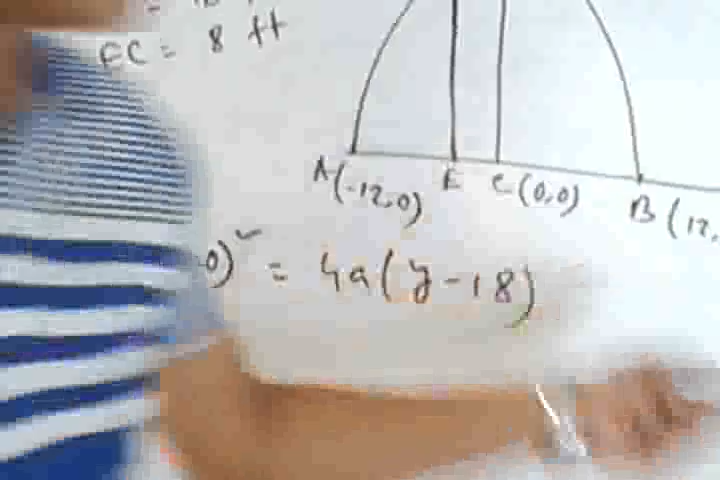 EC = 8 ft
A(-12,0) E C(0,0) B(12,
0)² = 4a(y-18)